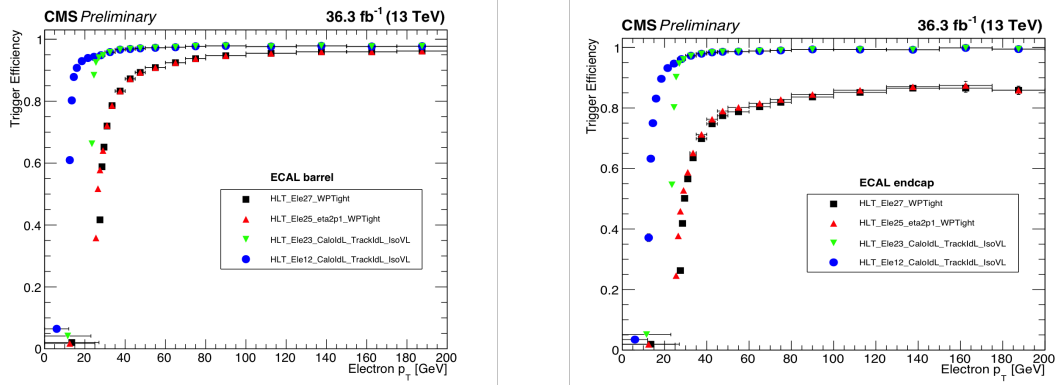 CMS Preliminary 36.3 fb-1 (13 TeV)
Trigger Efficiency
1
0.8
0.6
0.4
0.2
0
ECAL barrel
HLT_Ele27_WPTight
HLT_Ele25_eta2p1_WPTight
HLT_Ele23_CaloIdL_TrackIdL_IsoVL
HLT_Ele12_CaloIdL_TrackIdL_IsoVL
0 20 40 60 80 100 120 140 160 180 200
Electron pT [GeV]
CMS Preliminary 36.3 fb-1 (13 TeV)
Trigger Efficiency
1
0.8
0.6
0.4
0.2
0
ECAL endcap
HLT_Ele27_WPTight
HLT_Ele25_eta2p1_WPTight
HLT_Ele23_CaloIdL_TrackIdL_IsoVL
HLT_Ele12_CaloIdL_TrackIdL_IsoVL
0 20 40 60 80 100 120 140 160 180 200
Electron pT [GeV]